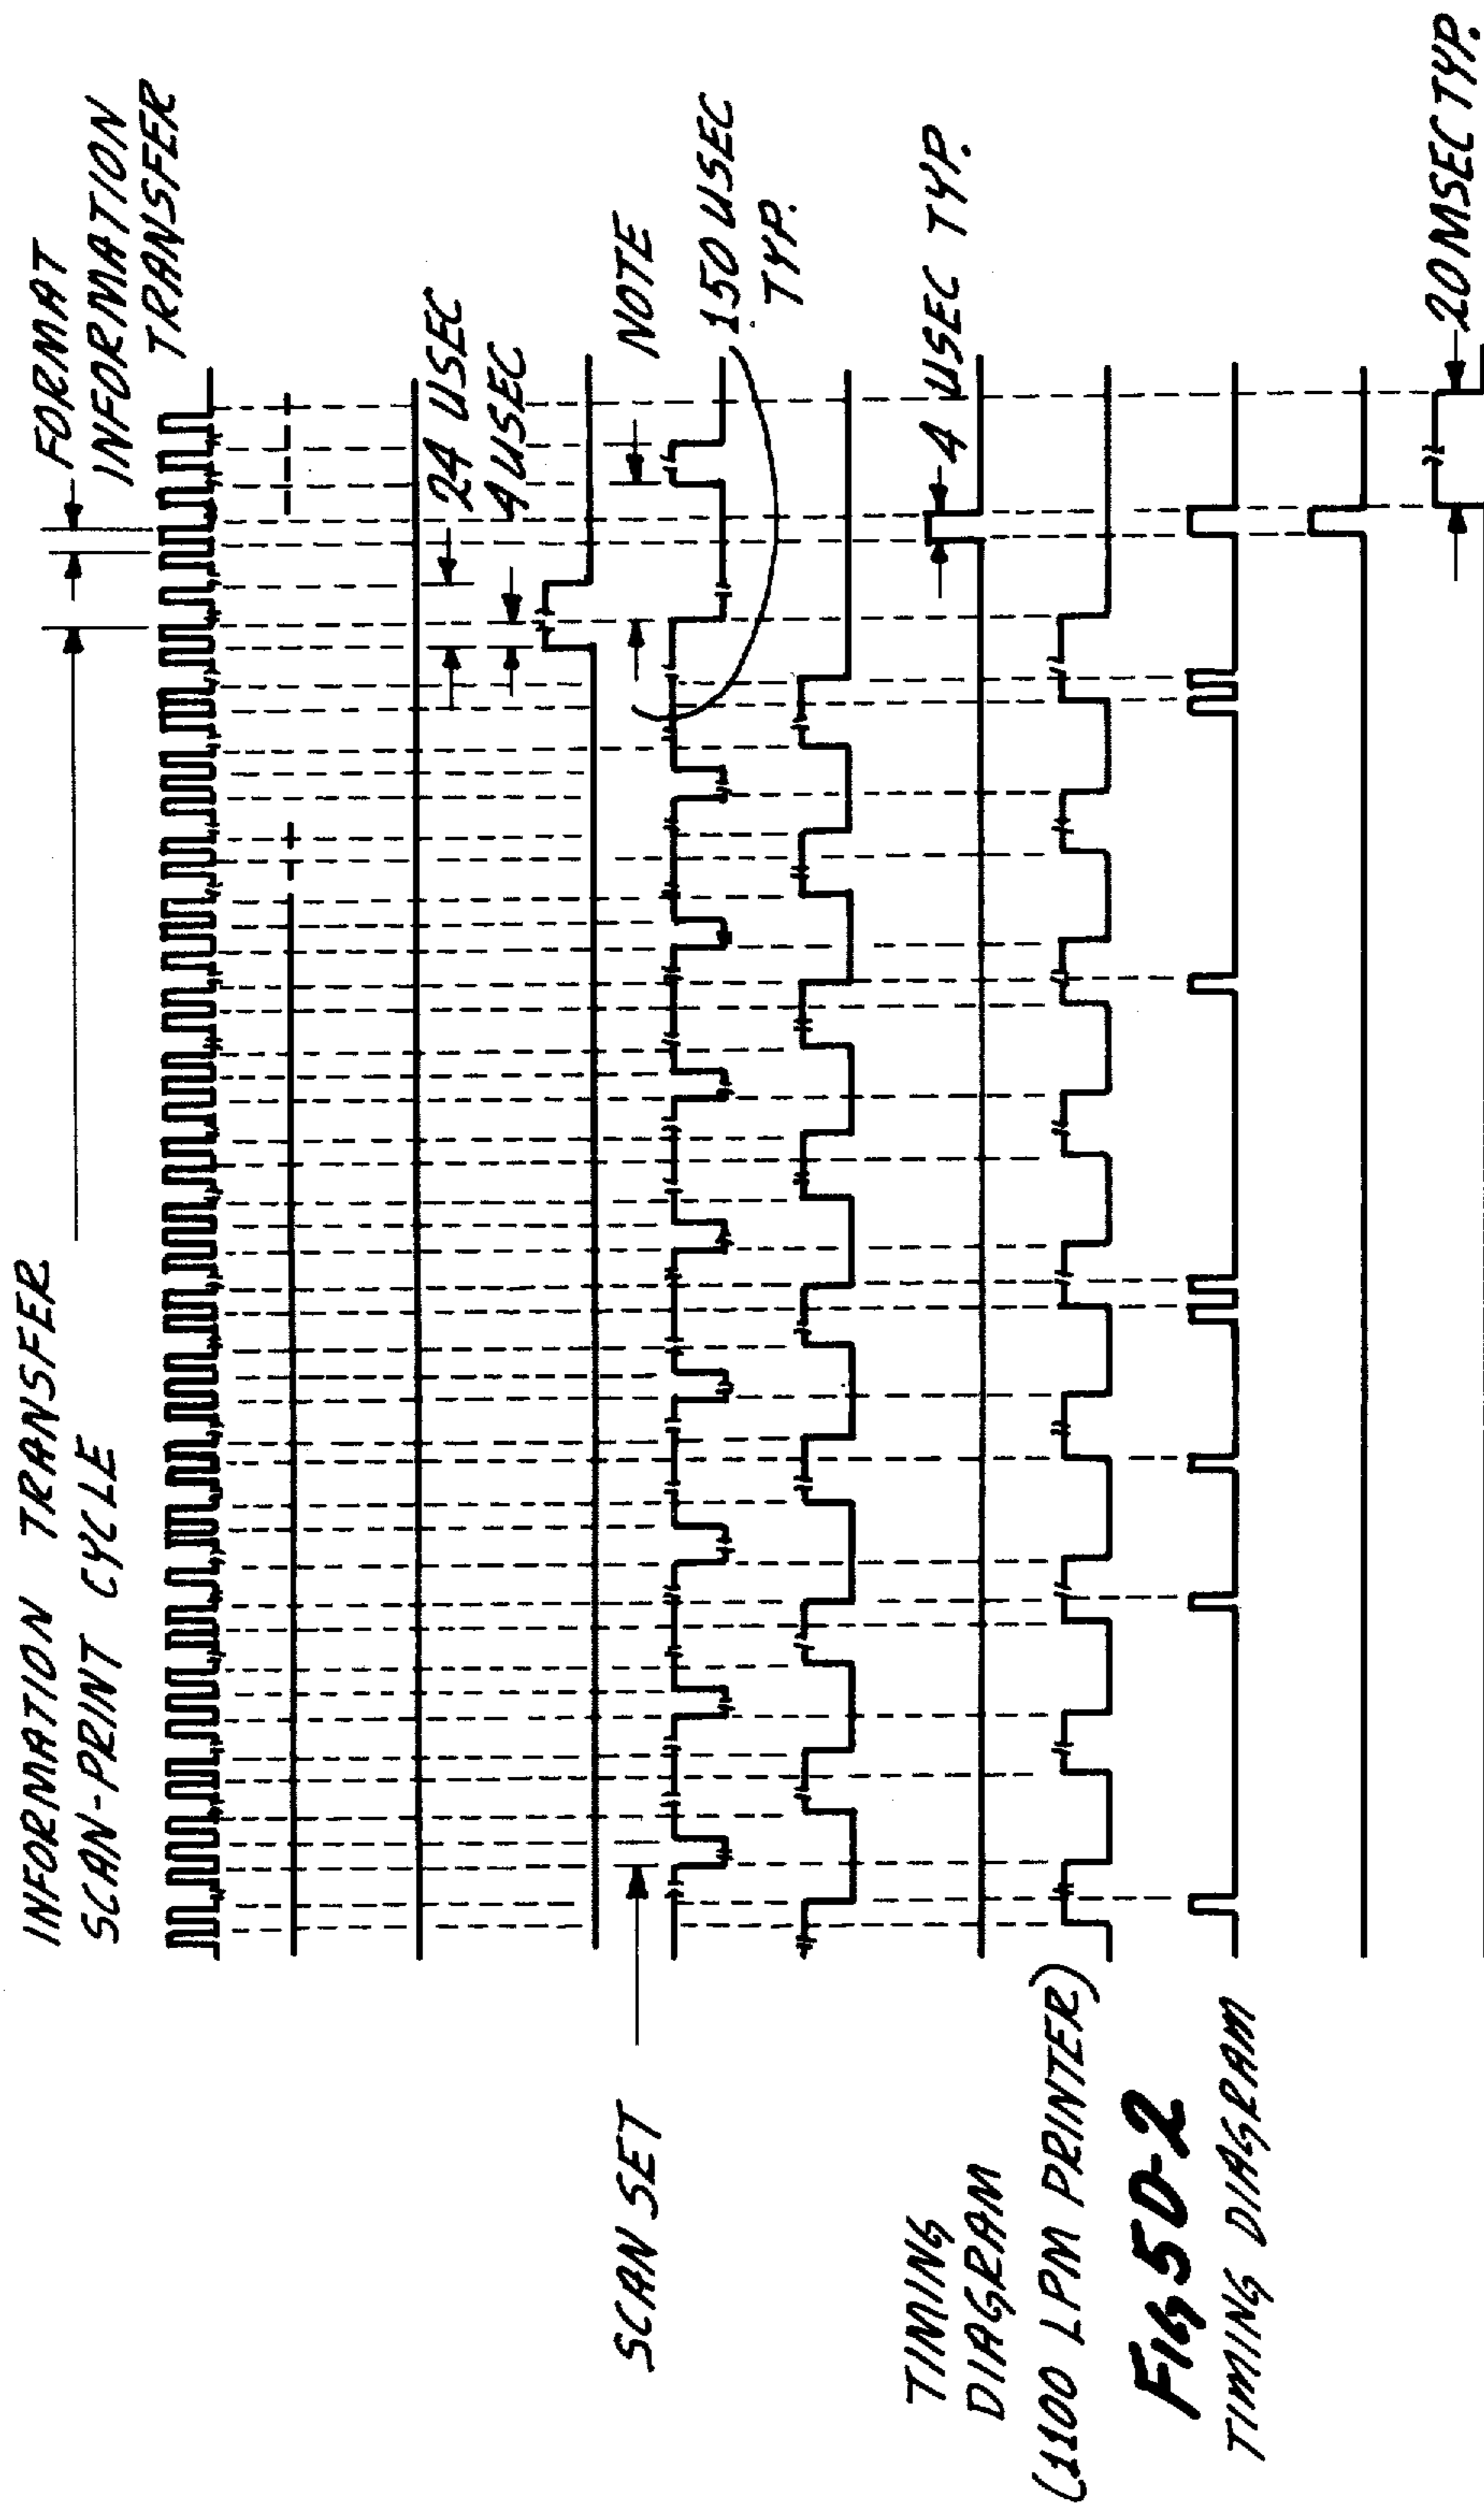 INFORMATION TRANSFER
SCAN-PRINT CYCLE
FORMAT
INFORMATION
TRANSFER
24 USEC
4 USEC
SCAN SET
NOTE
150 USEC
TYP.
4 USEC TYP.
TIMING
DIAGRAM
(1100 LPM PRINTER)
FIG 5D-2
TIMING DIAGRAM
20 MSEC TYP.